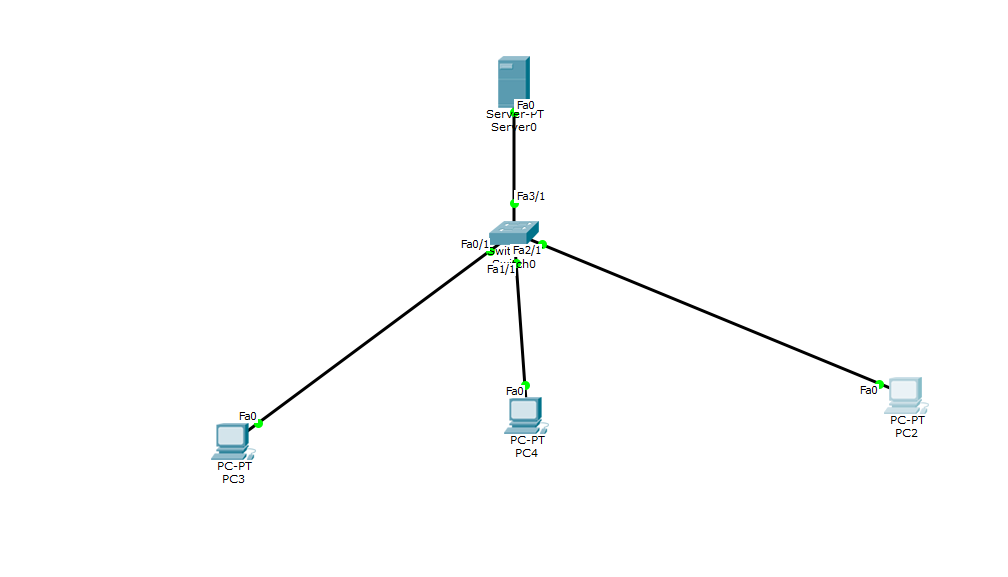 Fa0
Server-PT
Server0
Fa3/1
Fa0/1
Fa2/1
Fa1/1
Fa0
PC-PT
PC2
Fa0
PC-PT
PC4
Fa0
PC-PT
PC3